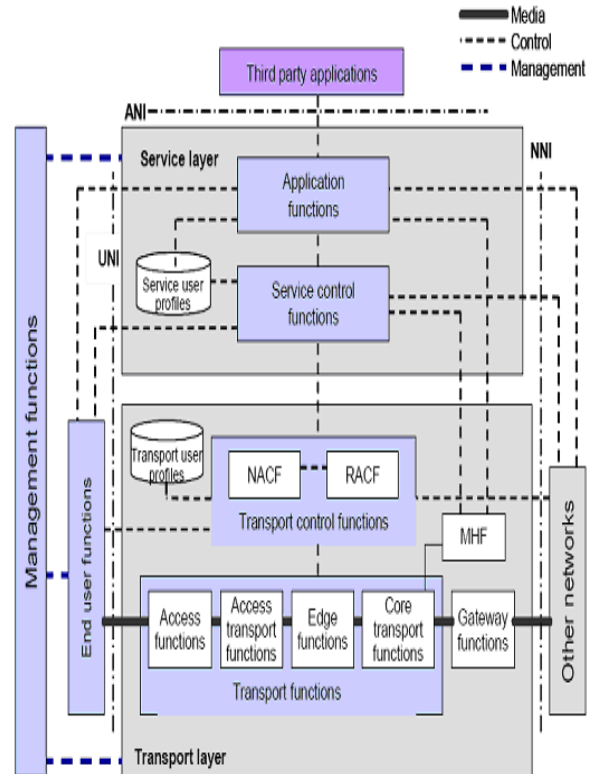 Media
Control
Management
Third party applications
ANI
NNI
Service layer
Application
functions
UNI
Service user
profiles
Service control
functions
Management functions
End user functions
Transport user
profiles
NACF
RACF
Transport control functions
MHF
Other networks
Access
functions
Access
transport
functions
Edge
functions
Core
transport
functions
Gateway
functions
Transport functions
Transport layer